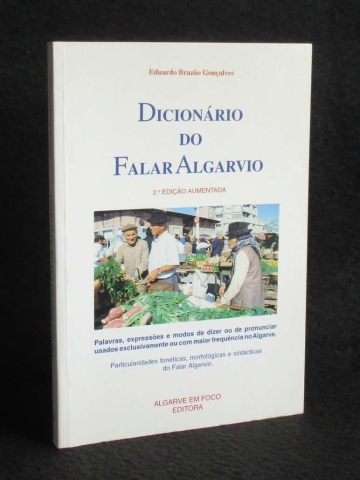 Eduardo Brazão Gonçalves
DICIONÁRIO
DO
FALAR ALGARVIO
2.ª EDIÇÃO AUMENTADA
Palavras, expressões e modos de dizer ou de pronunciar
usados exclusivamente ou com maior frequência no Algarve.
Particularidades fonéticas, morfológicas e sintácticas
do Falar Algarvio.
ALGARVE EM FOCO
EDITORA